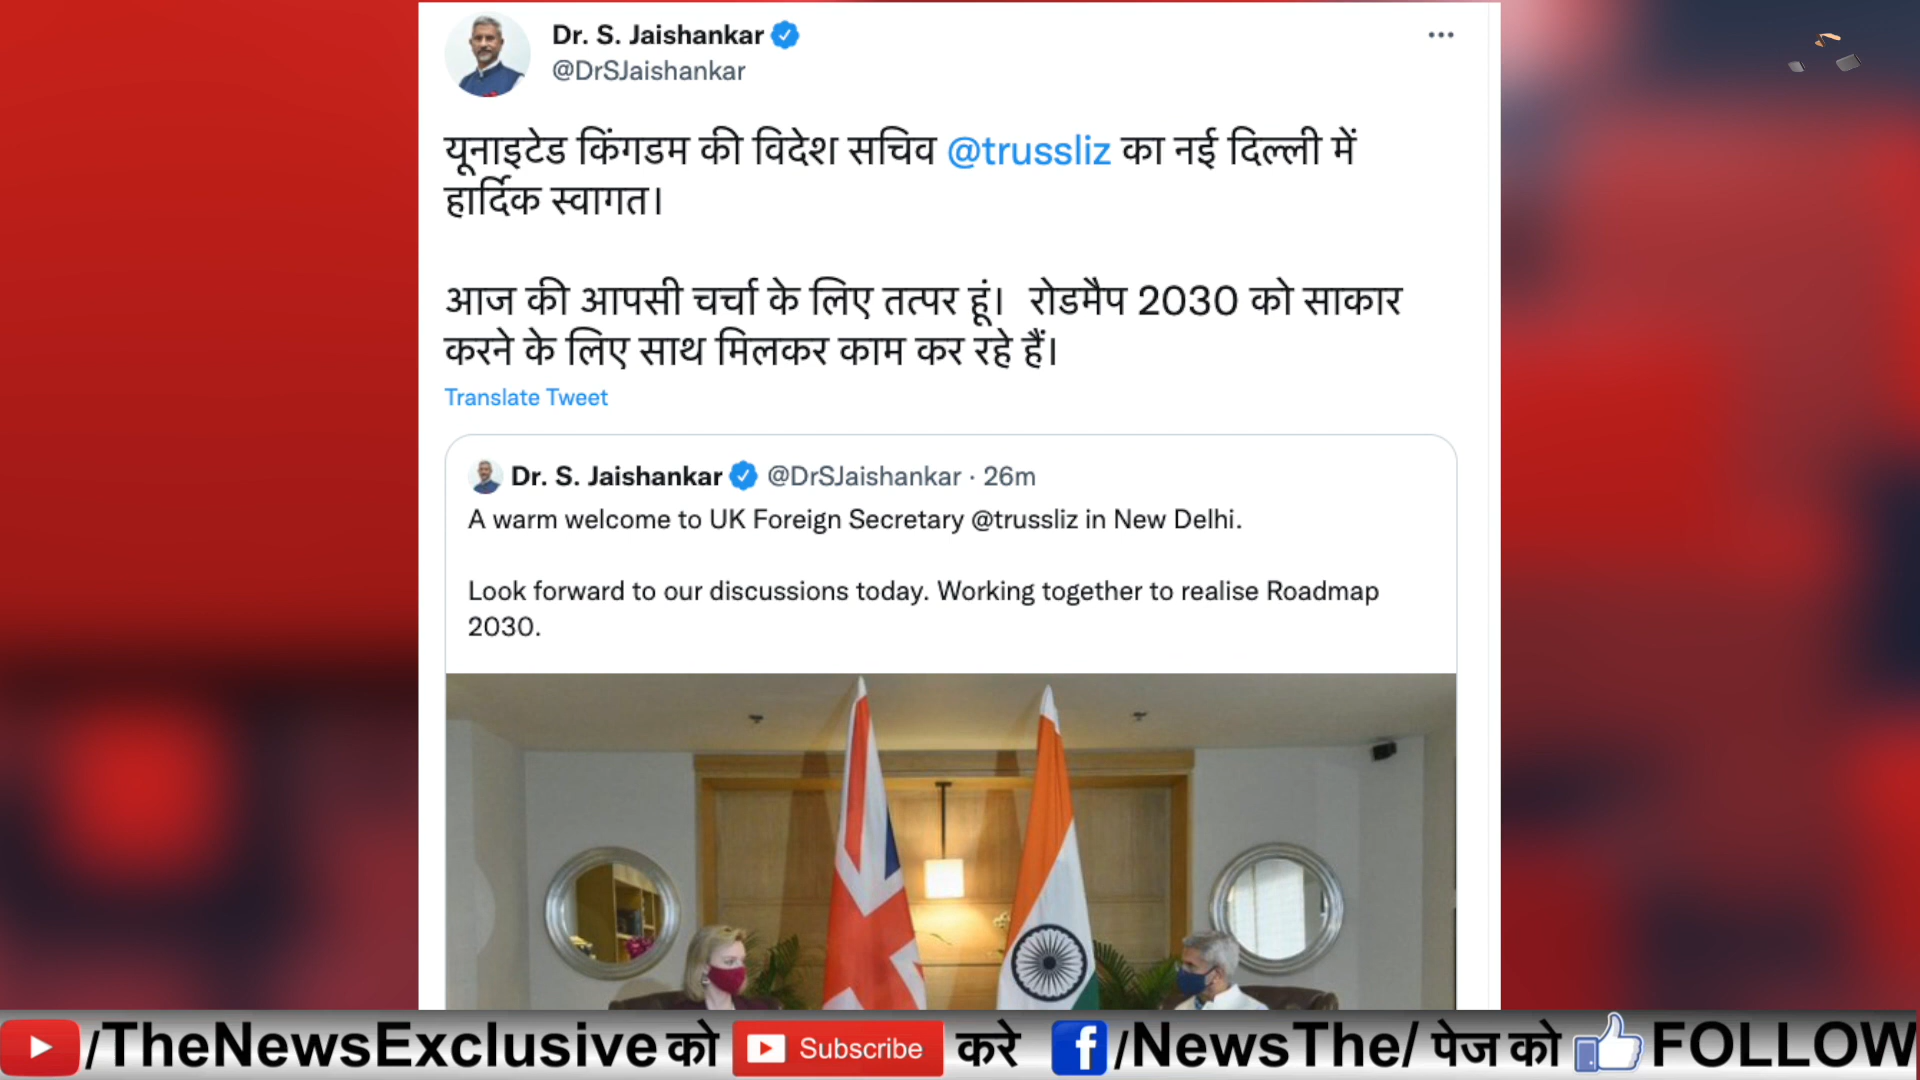 Dr. S. Jaishankar
@DrSJaishankar
यूनाइटेड किंगडम की विदेश सचिव @trussliz का नई दिल्ली में
हार्दिक स्वागत।
आज की आपसी चर्चा के लिए तत्पर हूं। रोडमैप 2030 को साकार
करने के लिए साथ मिलकर काम कर रहे हैं।
Translate Tweet
Dr. S. Jaishankar @DrSJaishankar · 26m
A warm welcome to UK Foreign Secretary @trussliz in New Delhi.
Look forward to our discussions today. Working together to realise Roadmap
2030.
/TheNewsExclusive को Subscribe करे f/NewsThe/ पेज को FOLLOW